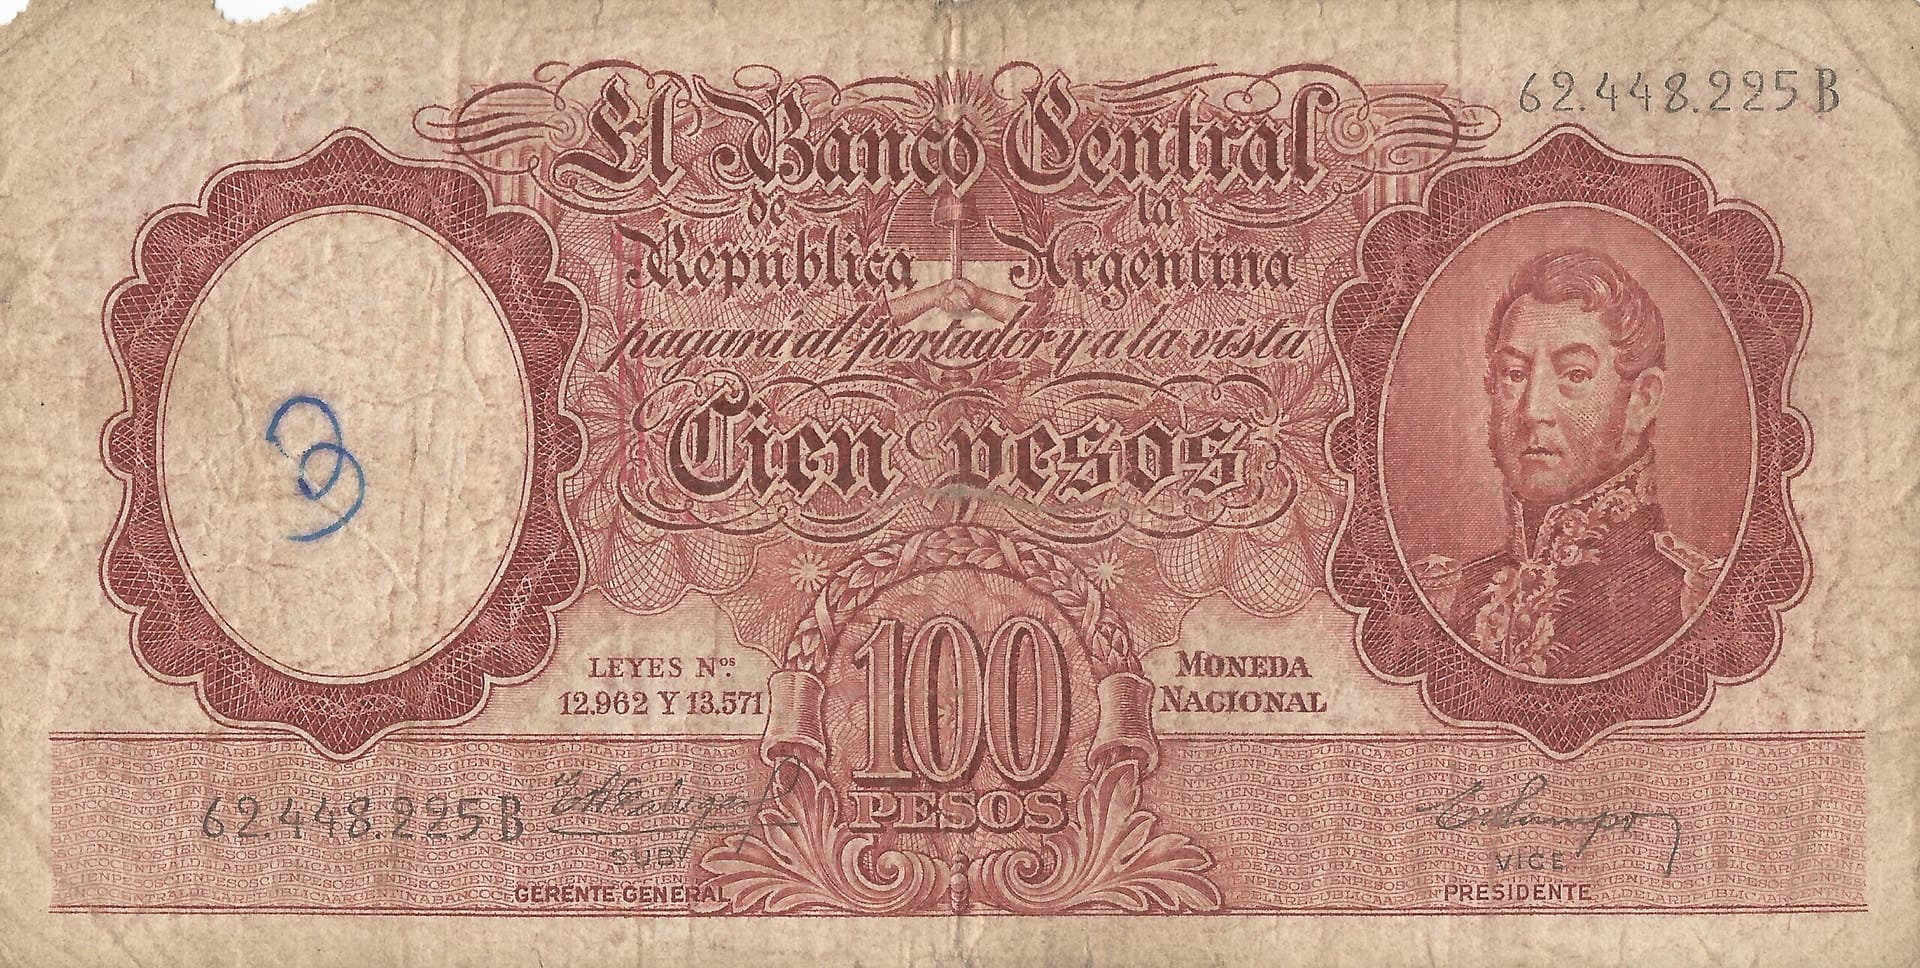 62.448.225 B
El Banco Central
de la
República Argentina
pagará al portador y a la vista
Cien pesos
LEYES Nos.
12.962 Y 13.571
MONEDA
NACIONAL
100
PESOS
62.448.225 B
SUB
GERENTE GENERAL
VICE
PRESIDENTE